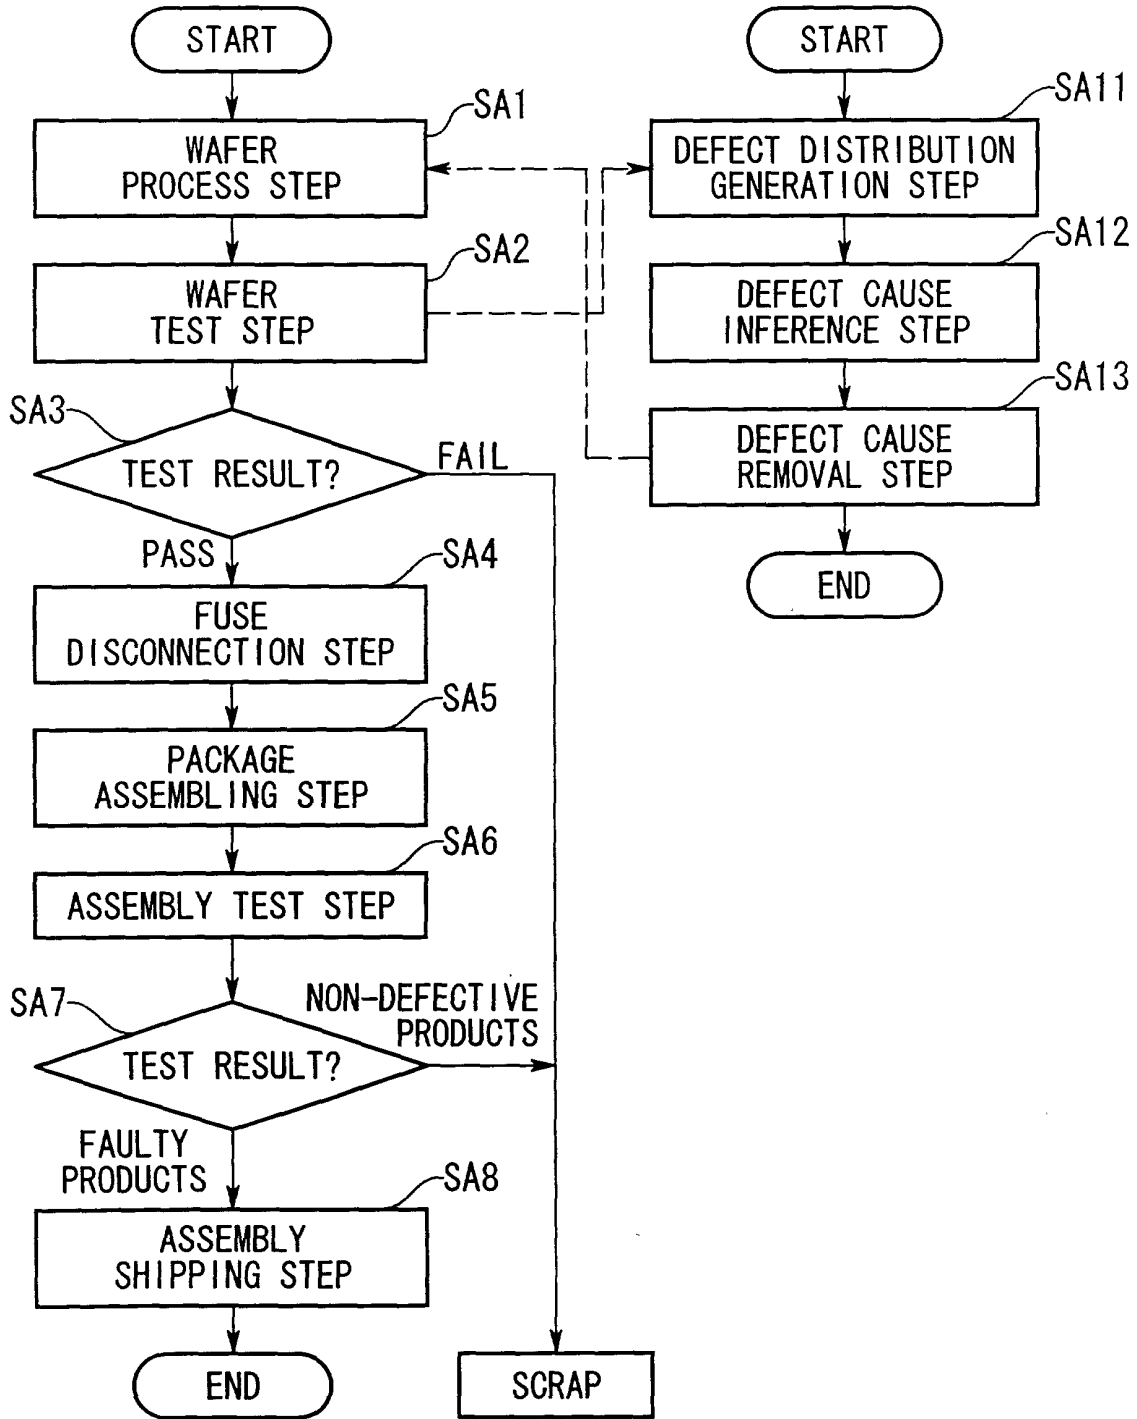 START
SA1
WAFER
PROCESS STEP
SA2
WAFER
TEST STEP
SA3
TEST RESULT?
FAIL
PASS
SA4
FUSE
DISCONNECTION STEP
SA5
PACKAGE
ASSEMBLING STEP
SA6
ASSEMBLY TEST STEP
SA7
TEST RESULT?
NON-DEFECTIVE
PRODUCTS
FAULTY
PRODUCTS
SA8
ASSEMBLY
SHIPPING STEP
END
SCRAP
START
SA11
DEFECT DISTRIBUTION
GENERATION STEP
SA12
DEFECT CAUSE
INFERENCE STEP
SA13
DEFECT CAUSE
REMOVAL STEP
END